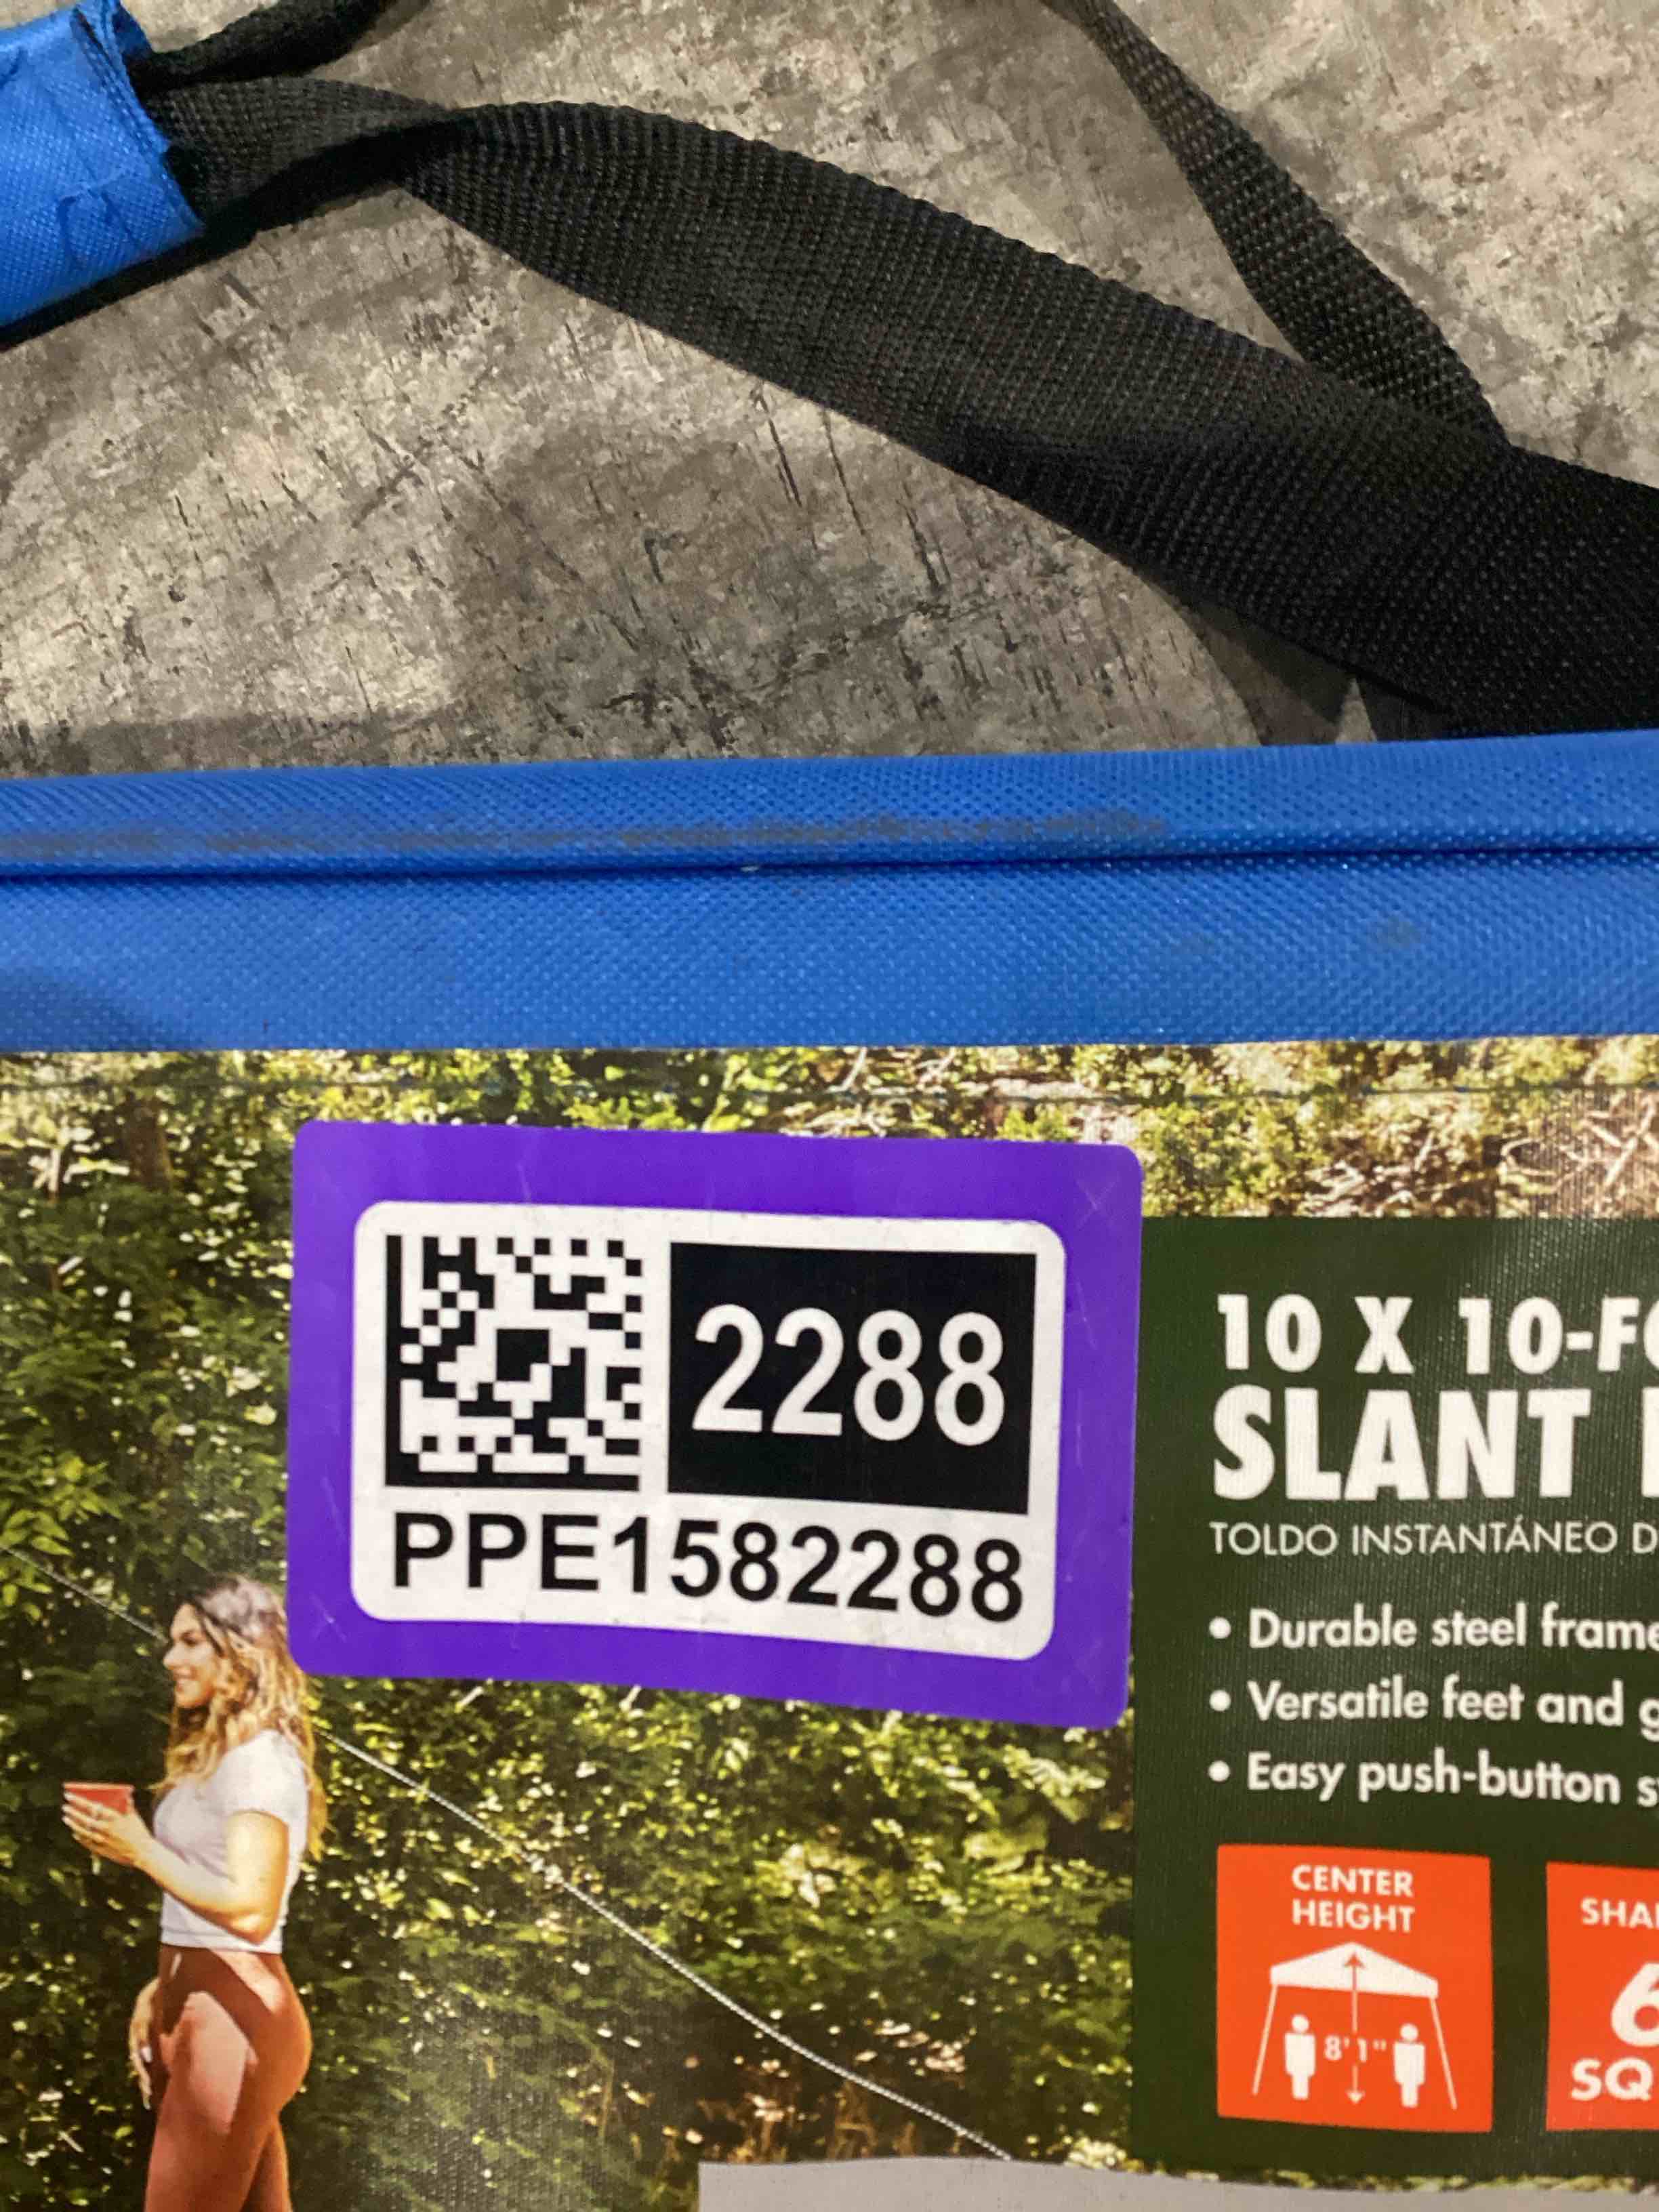 2288
PPE1582288
10 X 10-FO
SLANT
TOLDO INSTANTÁNEO D
• Durable steel frame
• Versatile feet and g
• Easy push-button s
CENTER
HEIGHT
8'1"
SHA
6
SQ